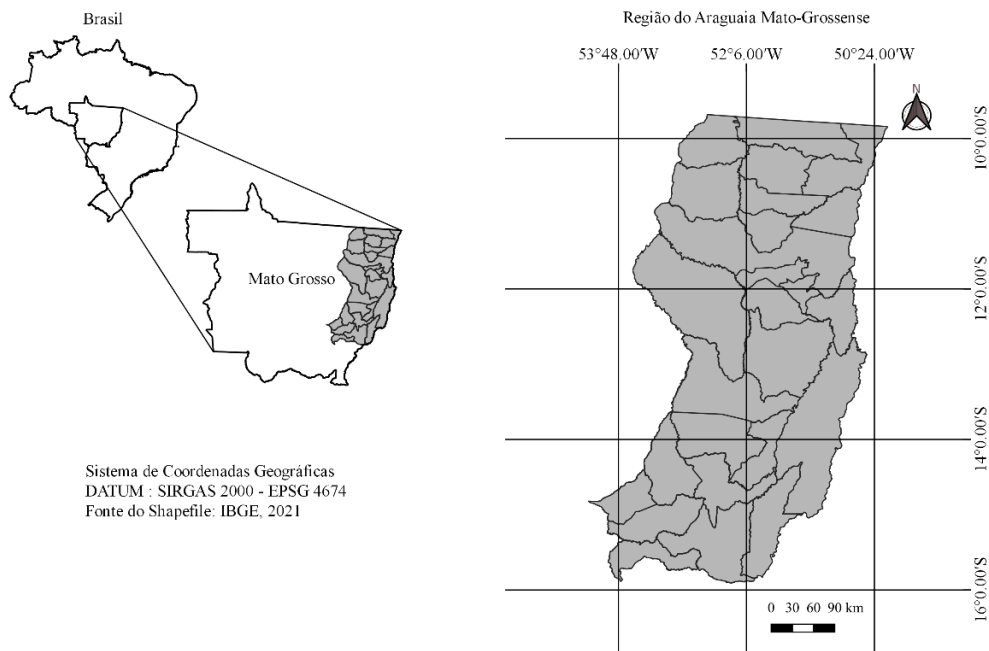 Brasil
Mato Grosso
Sistema de Coordenadas Geográficas
DATUM : SIRGAS 2000 - EPSG 4674
Fonte do Shapefile: IBGE, 2021
Região do Araguaia Mato-Grossense
53°48.00'W 52°6.00'W 50°24.00'W
N
10°0.00'S
12°0.00'S
14°0.00'S
16°0.00'S
0 30 60 90 km